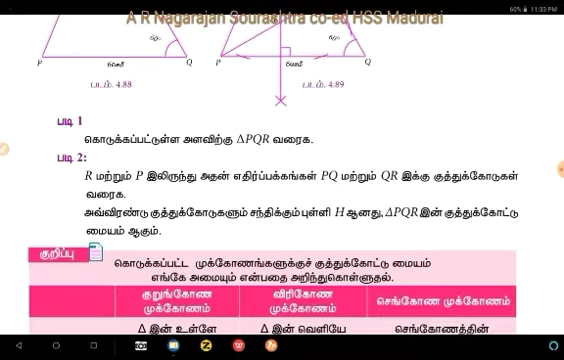 60% 11:33 PM
A R Nagarajan Sourashtra co-ed HSS Madurai
60° 60°
P 6செமீ Q P 6செமீ Q
படம். 4.88 படம். 4.89
படி 1
கொடுக்கப்பட்டுள்ள அளவிற்கு ΔPQR வரைக.
படி 2:
R மற்றும் P இலிருந்து அதன் எதிர்ப்பக்கங்கள் PQ மற்றும் QR இக்கு குத்துக்கோடுகள்
வரைக.
அவ்விரண்டு குத்துக்கோடுகளும் சந்திக்கும் புள்ளி H ஆனது, ΔPQR இன் குத்துக்கோட்டு
மையம் ஆகும்.
குறிப்பு
கொடுக்கப்பட்ட முக்கோணங்களுக்குச் குத்துக்கோட்டு மையம்
எங்கே அமையும் என்பதை அறிந்துகொள்ளுதல்.
குறுங்கோண முக்கோணம் விரிகோண முக்கோணம் செங்கோண முக்கோணம்
Δ இன் உள்ளே Δ இன் வெளியே செங்கோணத்தின்